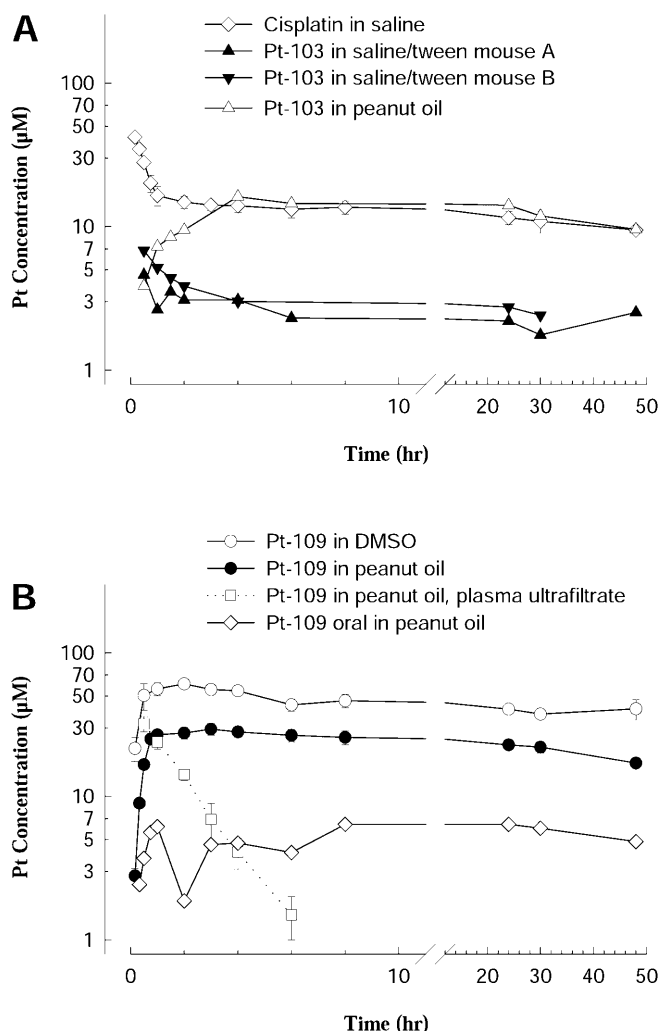 A
Cisplatin in saline
Pt-103 in saline/tween mouse A
Pt-103 in saline/tween mouse B
Pt-103 in peanut oil
Pt Concentration (µM)
100
70
50
30
10
7
5
3
1
0 10 20 30 40 50
Time (hr)
B
Pt-109 in DMSO
Pt-109 in peanut oil
Pt-109 in peanut oil, plasma ultrafiltrate
Pt-109 oral in peanut oil
Pt Concentration (µM)
100
70
50
30
10
7
5
3
1
0 10 20 30 40 50
Time (hr)